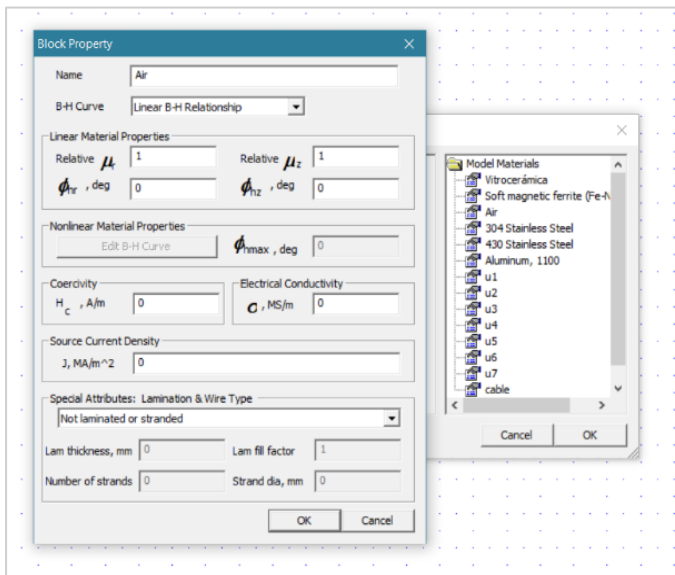 Block Property
Name Air
B-H Curve Linear B-H Relationship
Linear Material Properties
Relative μr 1 Relative μz 1
ϕhr , deg 0 ϕhz , deg 0
Nonlinear Material Properties
Edit B-H Curve ϕhmax , deg 0
Coercivity Electrical Conductivity
Hc , A/m 0 σ , MS/m 0
Source Current Density
J, MA/m^2 0
Special Attributes: Lamination & Wire Type
Not laminated or stranded
Lam thickness, mm 0 Lam fill factor 1
Number of strands 0 Strand dia, mm 0
OK Cancel
Model Materials
Vitrocerámica
Soft magnetic ferrite (Fe-N
Air
304 Stainless Steel
430 Stainless Steel
Aluminum, 1100
u1
u2
u3
u4
u5
u6
u7
cable
Cancel OK